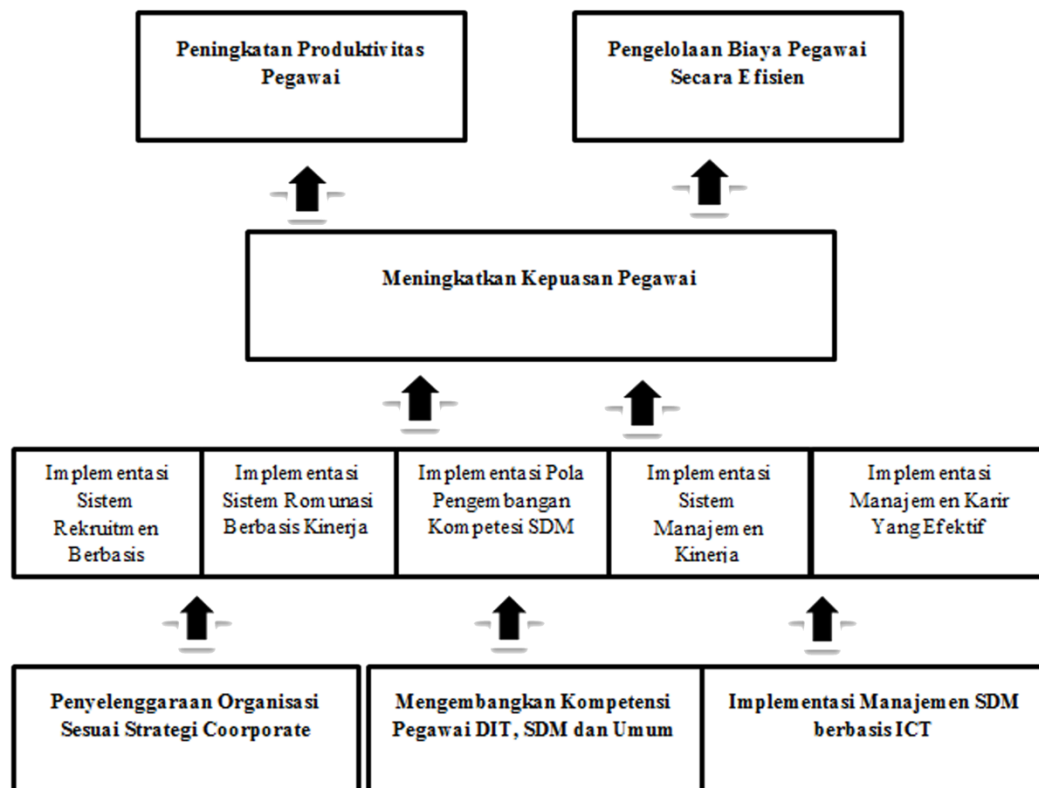 Peningkatan Produktivitas
Pegawai
Pengelolaan Biaya Pegawai
Secara Efisien
Meningkatkan Kepuasan Pegawai
Implementasi
Sistem
Rekruitmen
Berbasis
Implementasi
Sistem Romunasi
Berbasis Kinerja
Implementasi Pola
Pengembangan
Kompetesi SDM
Implementasi
Sistem
Manajemen
Kinerja
Implementasi
Manajemen Karir
Yang Efektif
Penyelenggaraan Organisasi
Sesuai Strategi Coorporate
Mengembangkan Kompetensi
Pegawai DIT, SDM dan Umum
Implementasi Manajemen SDM
berbasis ICT